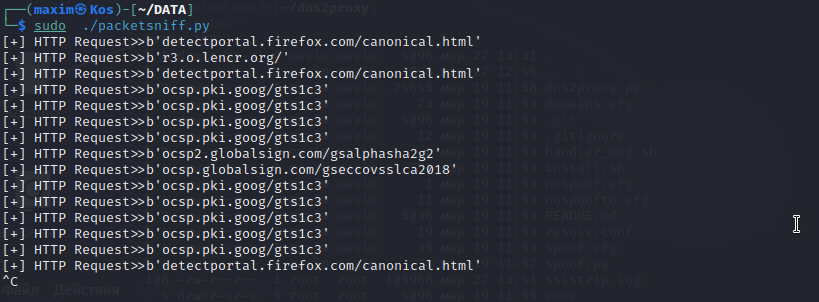 ┌──(maxim㉿Kos)-[~/DATA]
└─$ sudo ./packetsniff.py
[+] HTTP Request>>b'detectportal.firefox.com/canonical.html'
[+] HTTP Request>>b'r3.o.lencr.org/'
[+] HTTP Request>>b'detectportal.firefox.com/canonical.html'
[+] HTTP Request>>b'ocsp.pki.goog/gts1c3'
[+] HTTP Request>>b'ocsp.pki.goog/gts1c3'
[+] HTTP Request>>b'ocsp.pki.goog/gts1c3'
[+] HTTP Request>>b'ocsp.pki.goog/gts1c3'
[+] HTTP Request>>b'ocsp2.globalsign.com/gsalphasha2g2'
[+] HTTP Request>>b'ocsp.globalsign.com/gseccovsslca2018'
[+] HTTP Request>>b'ocsp.pki.goog/gts1c3'
[+] HTTP Request>>b'ocsp.pki.goog/gts1c3'
[+] HTTP Request>>b'ocsp.pki.goog/gts1c3'
[+] HTTP Request>>b'ocsp.pki.goog/gts1c3'
[+] HTTP Request>>b'ocsp.pki.goog/gts1c3'
[+] HTTP Request>>b'detectportal.firefox.com/canonical.html'
^C